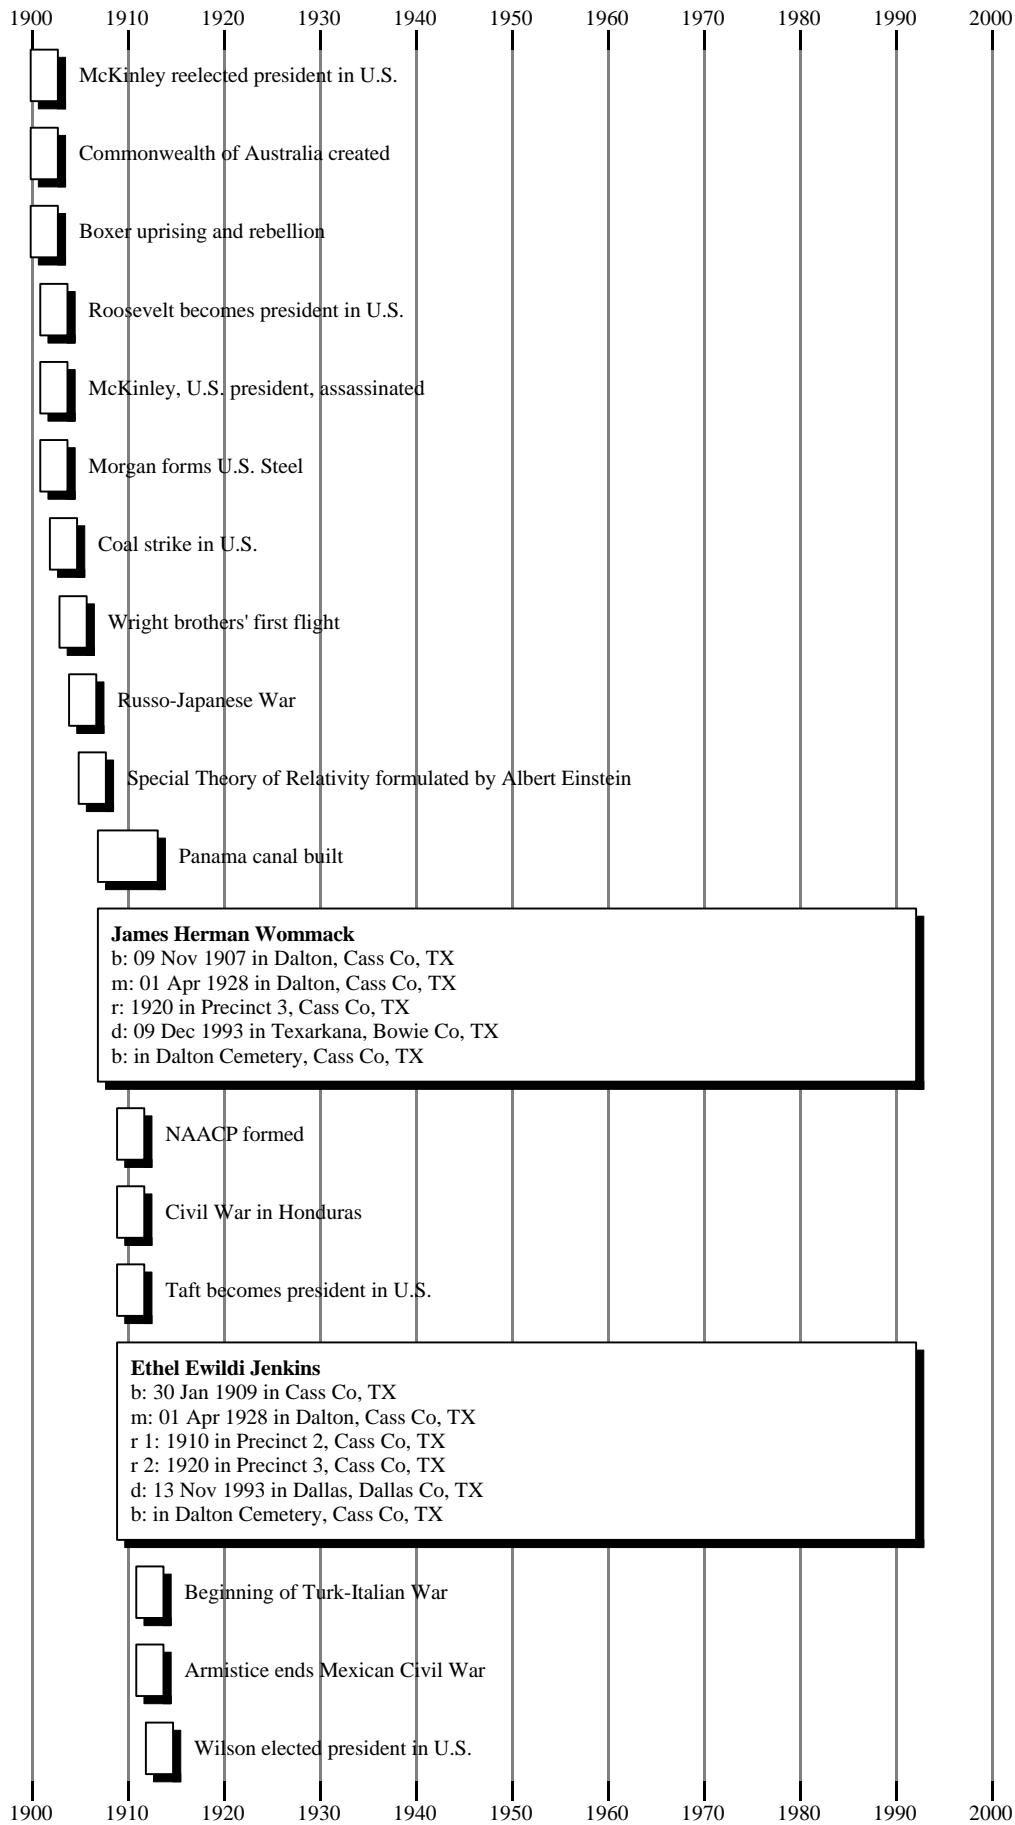 1900 1910 1920 1930 1940 1950 1960 1970 1980 1990 2000
McKinley reelected president in U.S.
Commonwealth of Australia created
Boxer uprising and rebellion
Roosevelt becomes president in U.S.
McKinley, U.S. president, assassinated
Morgan forms U.S. Steel
Coal strike in U.S.
Wright brothers' first flight
Russo-Japanese War
Special Theory of Relativity formulated by Albert Einstein
Panama canal built
James Herman Wommack
b: 09 Nov 1907 in Dalton, Cass Co, TX
m: 01 Apr 1928 in Dalton, Cass Co, TX
r: 1920 in Precinct 3, Cass Co, TX
d: 09 Dec 1993 in Texarkana, Bowie Co, TX
b: in Dalton Cemetery, Cass Co, TX
NAACP formed
Civil War in Honduras
Taft becomes president in U.S.
Ethel Ewildi Jenkins
b: 30 Jan 1909 in Cass Co, TX
m: 01 Apr 1928 in Dalton, Cass Co, TX
r 1: 1910 in Precinct 2, Cass Co, TX
r 2: 1920 in Precinct 3, Cass Co, TX
d: 13 Nov 1993 in Dallas, Dallas Co, TX
b: in Dalton Cemetery, Cass Co, TX
Beginning of Turk-Italian War
Armistice ends Mexican Civil War
Wilson elected president in U.S.
1900 1910 1920 1930 1940 1950 1960 1970 1980 1990 2000